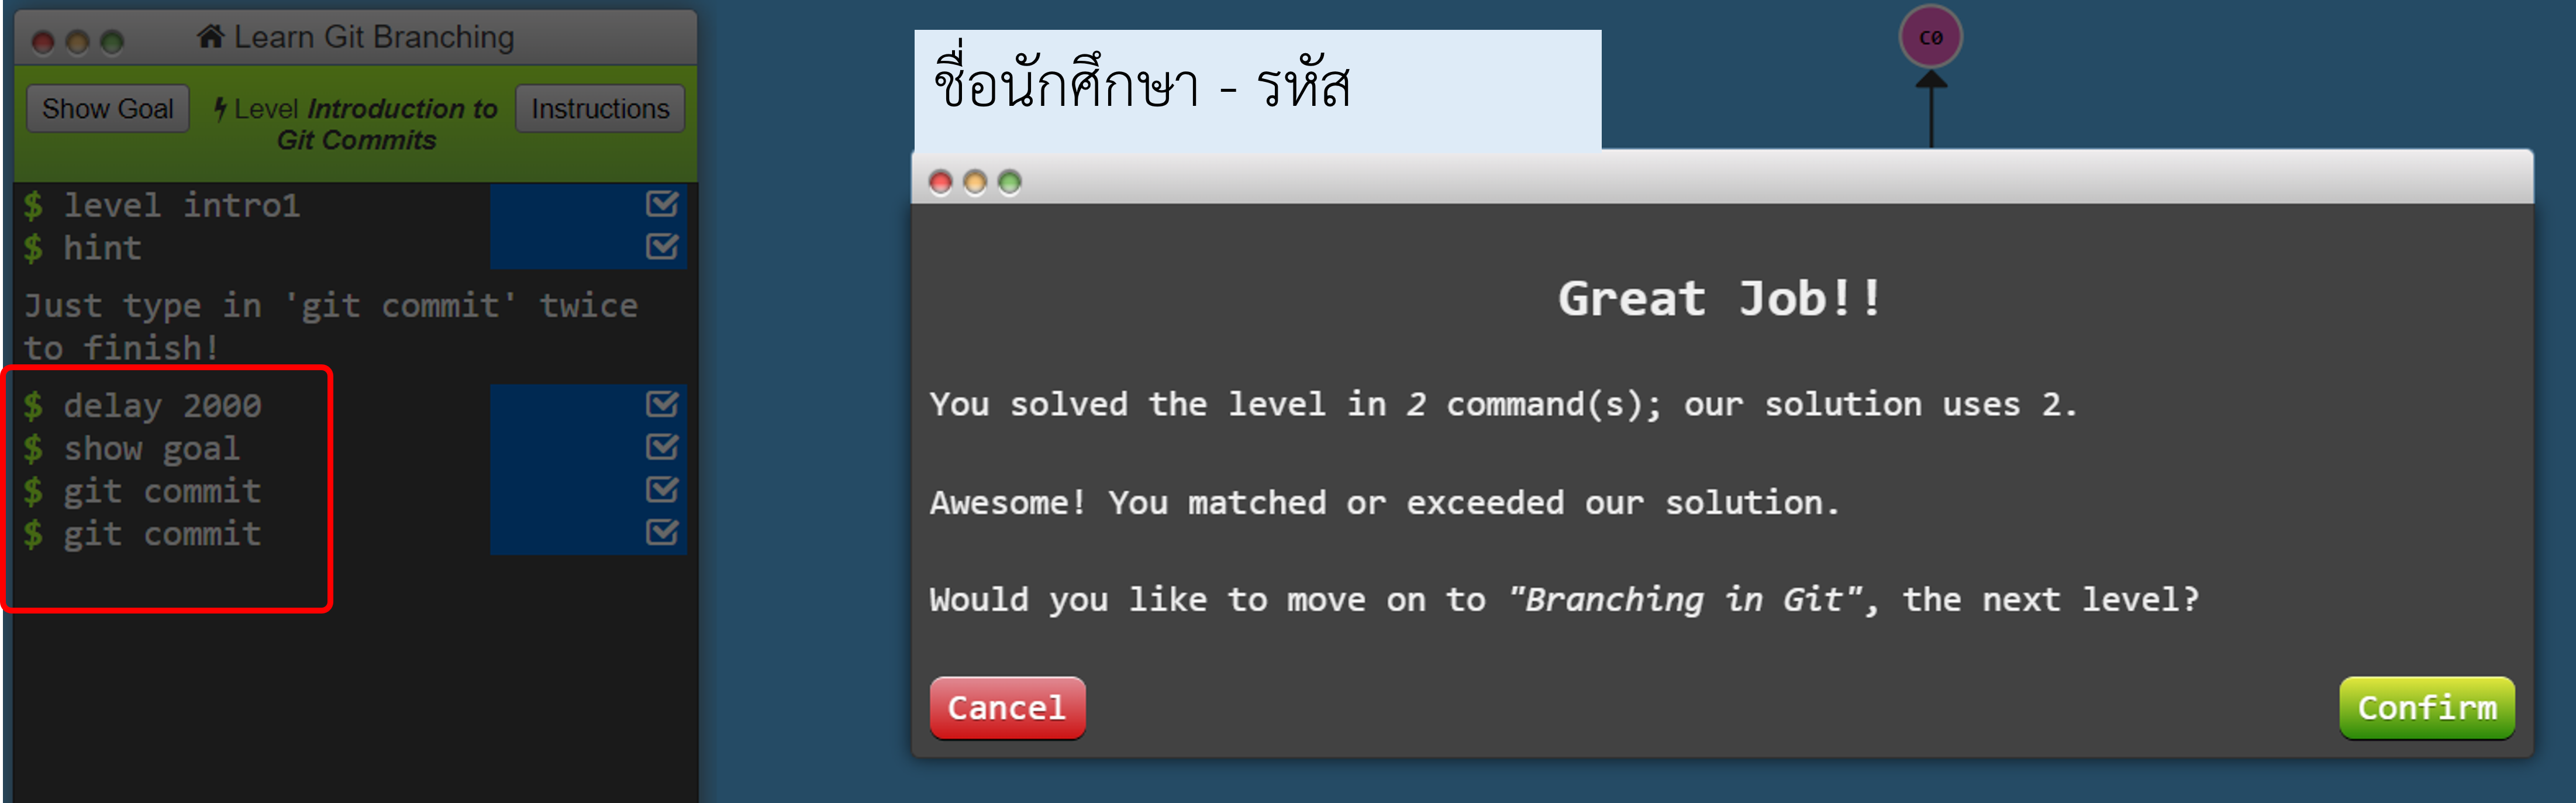 Learn Git Branching
Show Goal
Level Introduction to
Git Commits
Instructions
$ level intro1
$ hint
Just type in 'git commit' twice
to finish!
$ delay 2000
$ show goal
$ git commit
$ git commit
ชื่อนักศึกษา - รหัส
C0
Great Job!!
You solved the level in 2 command(s); our solution uses 2.
Awesome! You matched or exceeded our solution.
Would you like to move on to "Branching in Git", the next level?
Cancel
Confirm